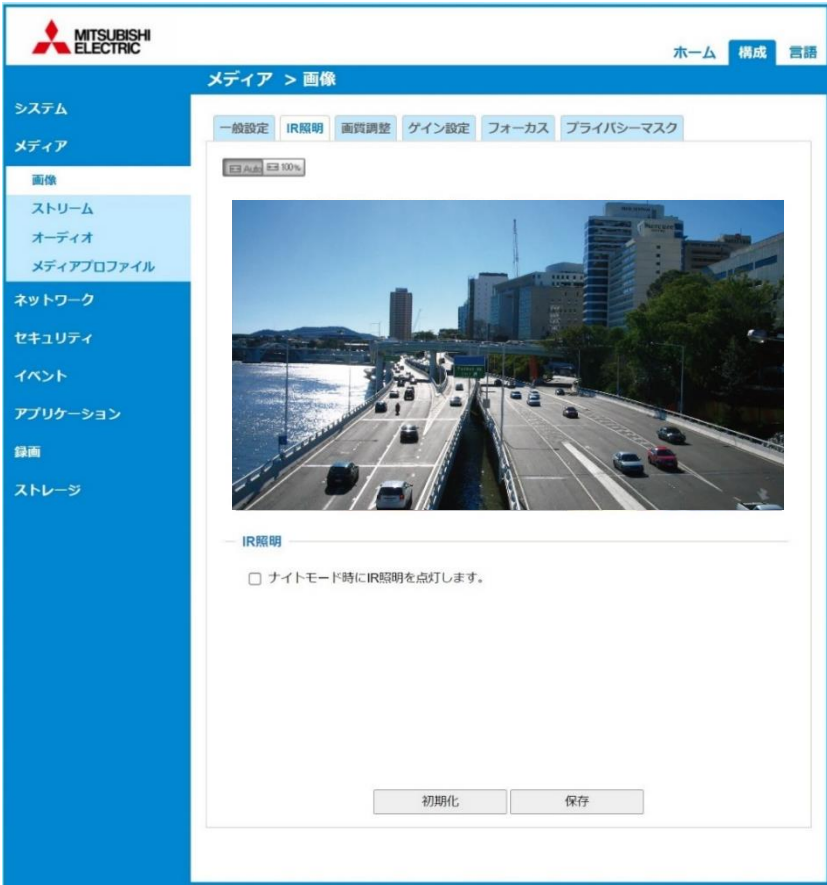 MITSUBISHI
ELECTRIC
ホーム 構成 言語
メディア > 画像
システム
メディア
画像
ストリーム
オーディオ
メディアプロファイル
ネットワーク
セキュリティ
イベント
アプリケーション
録画
ストレージ
一般設定 IR照明 画質調整 ゲイン設定 フォーカス プライバシーマスク
Auto 100%
IR照明
ナイトモード時にIR照明を点灯します。
初期化 保存